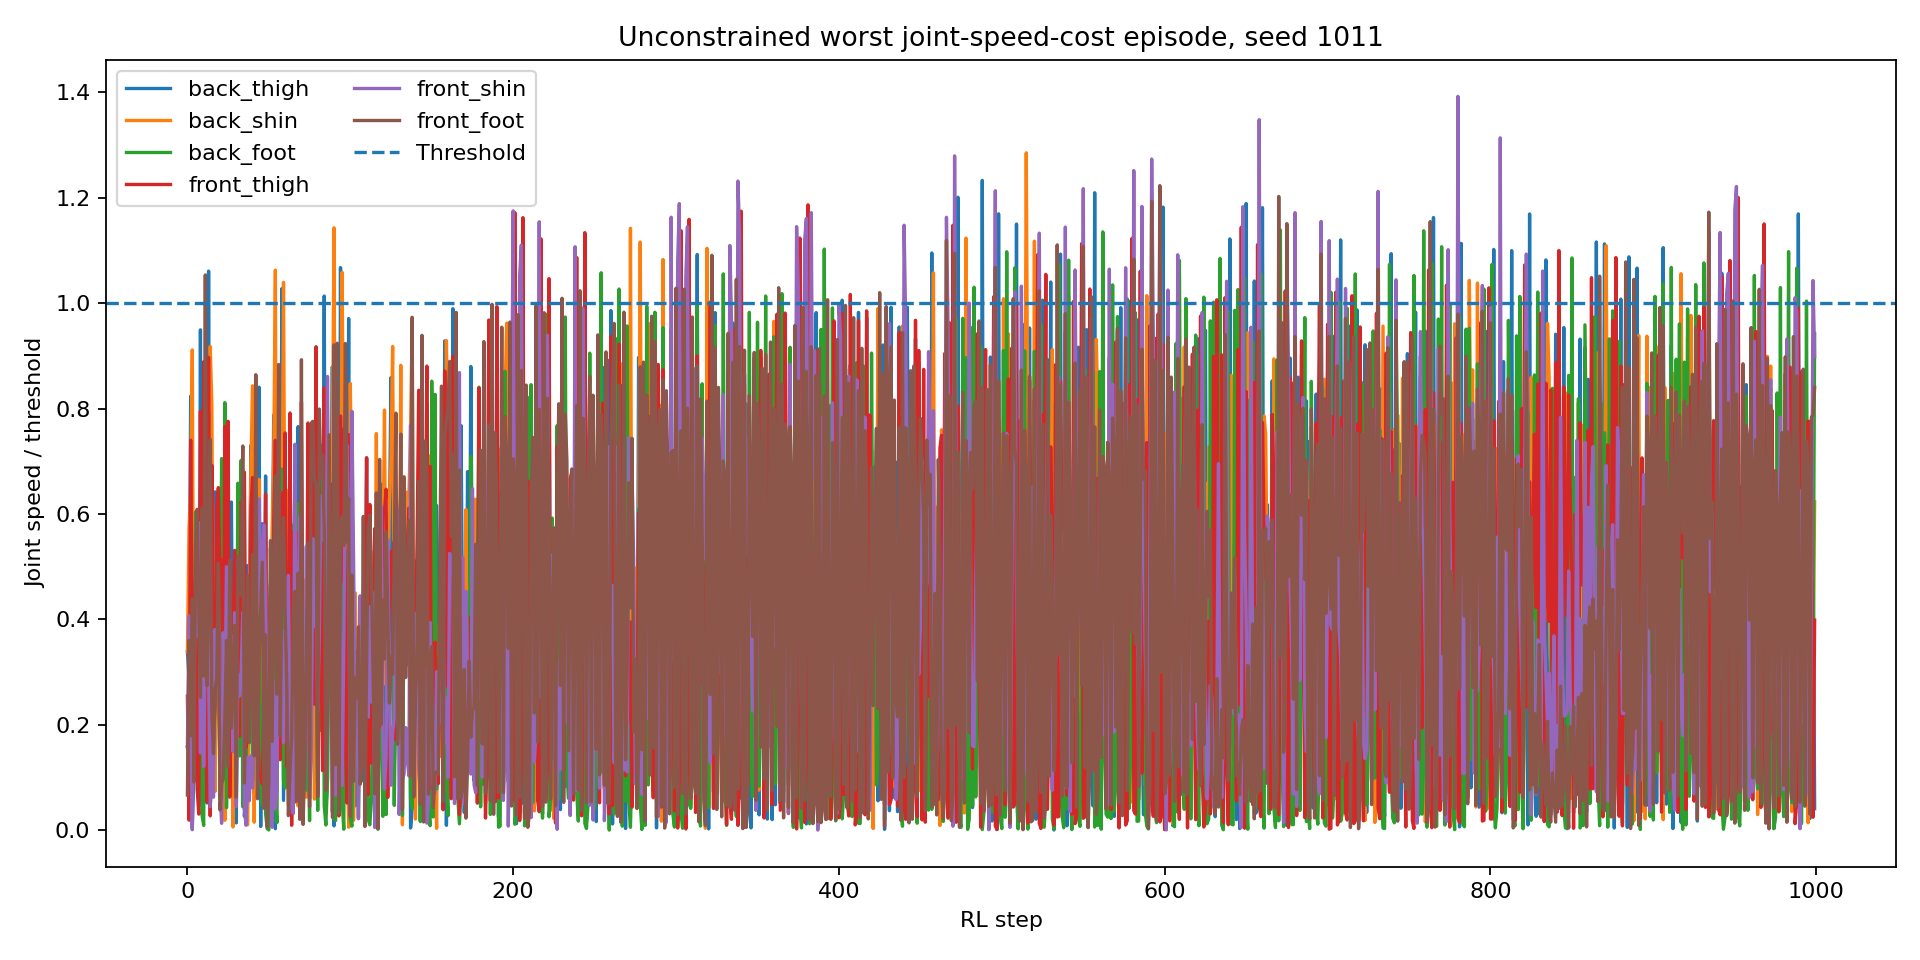 Unconstrained worst joint-speed-cost episode, seed 1011
1.4
1.2
1.0
0.8
0.6
0.4
0.2
0.0
Joint speed / threshold
back_thigh
back_shin
back_foot
front_thigh
front_shin
front_foot
Threshold
0 200 400 600 800 1000
RL step